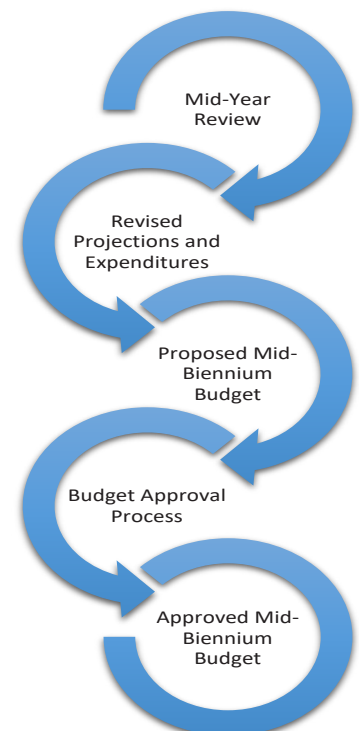 Mid-Year
Review
Revised
Projections and
Expenditures
Proposed Mid-
Biennium
Budget
Budget Approval
Process
Approved Mid-
Biennium
Budget